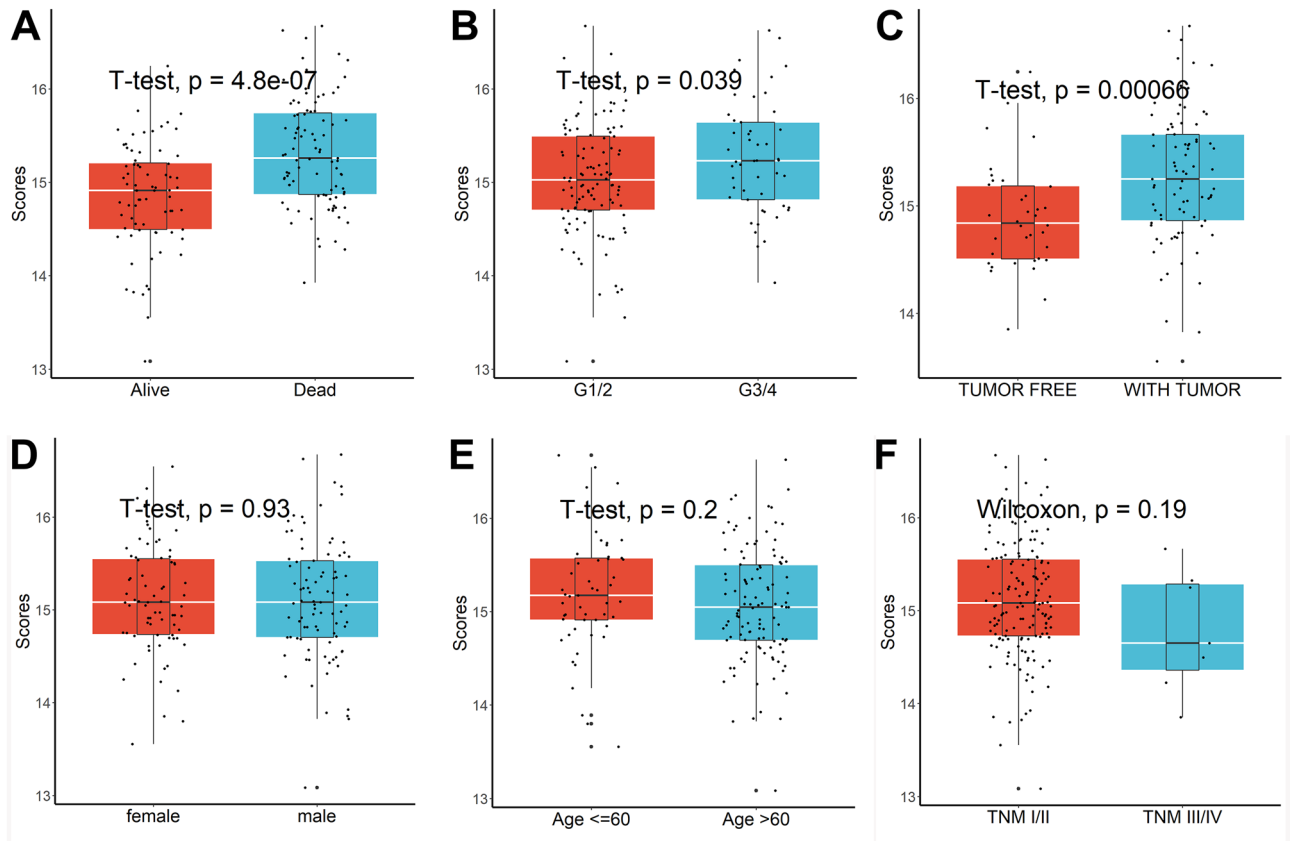 A
T-test, p = 4.8e-07
Scores
16
15
14
13
Alive
Dead
B
T-test, p = 0.039
Scores
16
15
14
13
G1/2
G3/4
C
T-test, p = 0.00066
Scores
16
15
14
TUMOR FREE
WITH TUMOR
D
T-test, p = 0.93
Scores
16
15
14
13
female
male
E
T-test, p = 0.2
Scores
16
15
14
13
Age <=60
Age >60
F
Wilcoxon, p = 0.19
Scores
16
15
14
13
TNM I/II
TNM III/IV